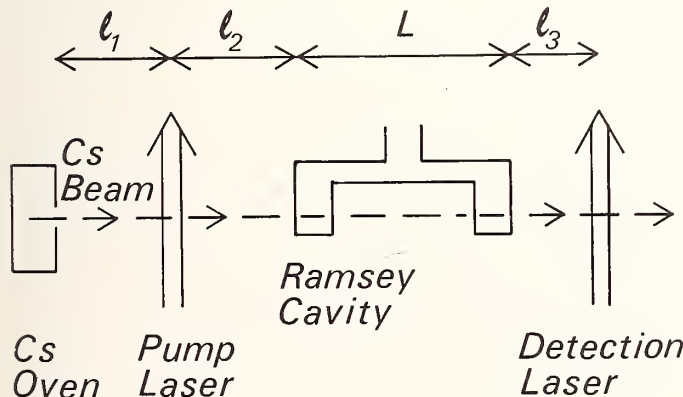 ℓ1 ℓ2 L ℓ3
Cs
Beam
Ramsey
Cavity
Cs
Oven
Pump
Laser
Detection
Laser